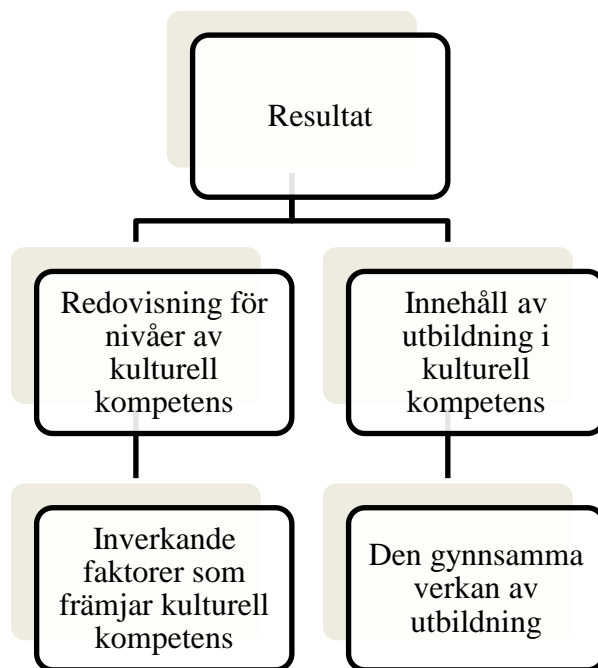 Resultat
Redovisning för
nivåer av
kulturell
kompetens
Innehåll av
utbildning i
kulturell
kompetens
Inverkande
faktorer som
främjar kulturell
kompetens
Den gynnsamma
verkan av
utbildning